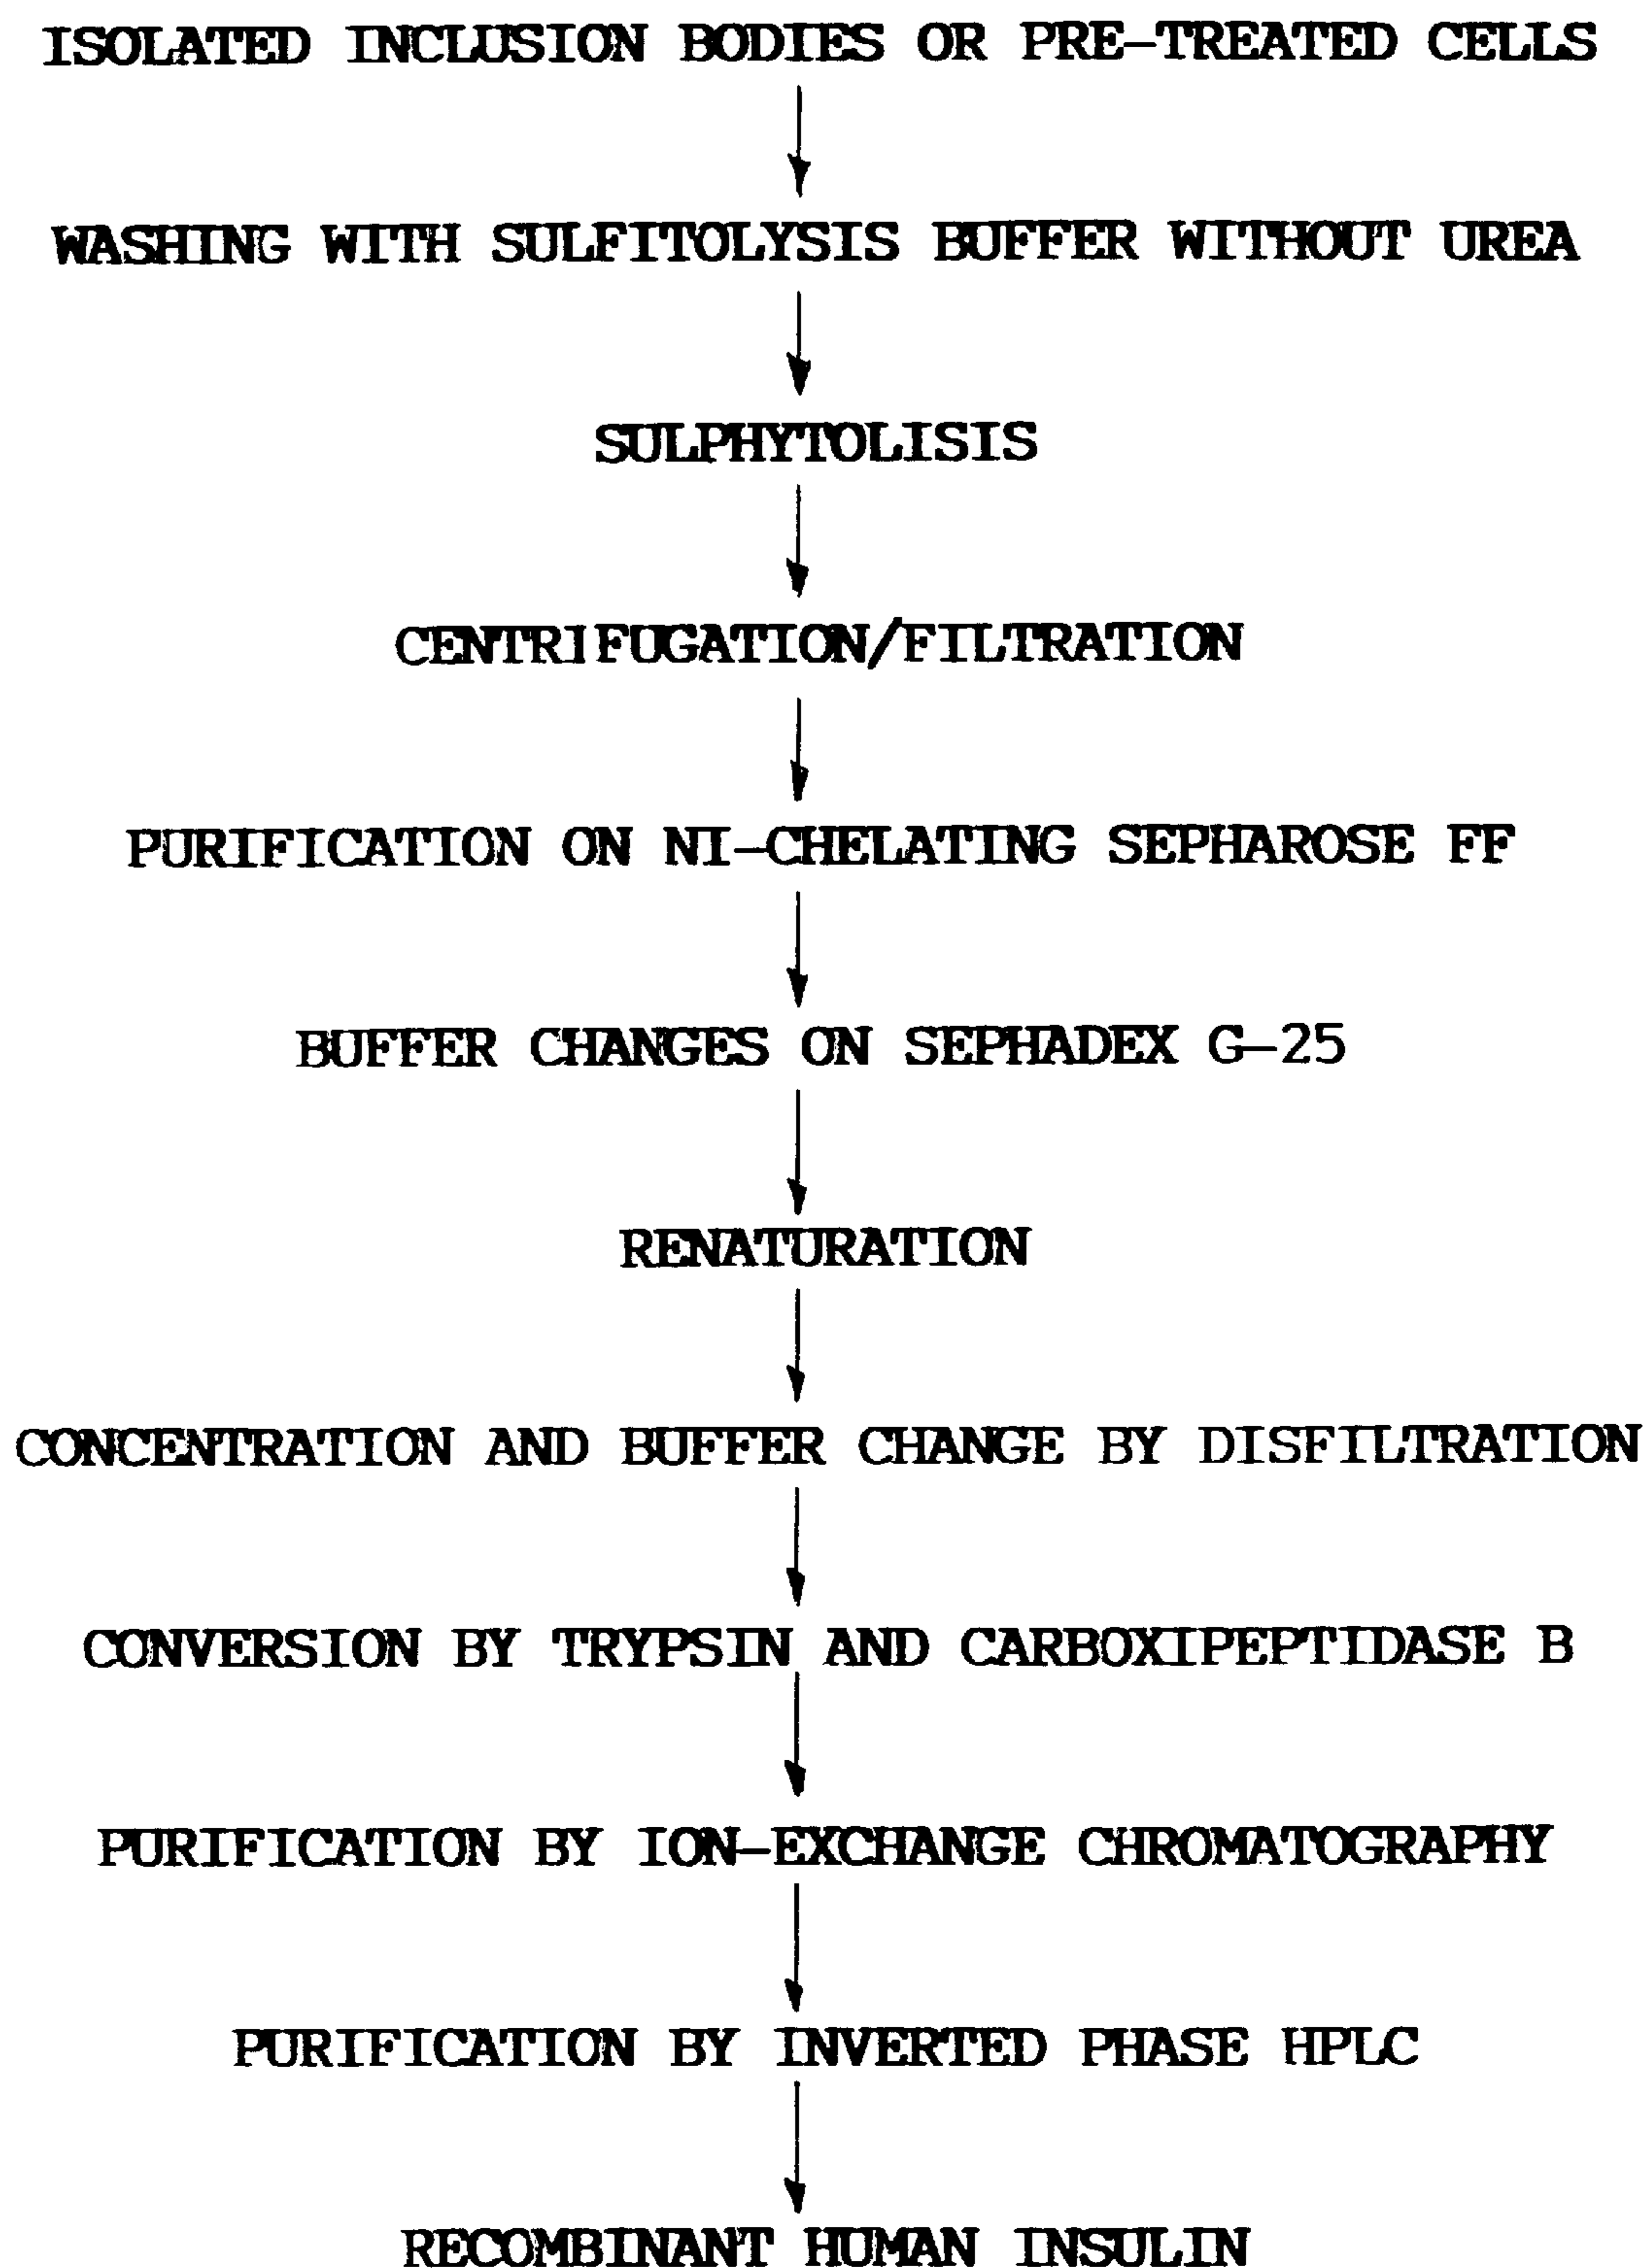 ISOLATED INCLUSION BODIES OR PRE-TREATED CELLS
WASHING WITH SULFITOLYSIS BUFFER WITHOUT UREA
SULPHYTOLISIS
CENTRIFUGATION/FILTRATION
PURIFICATION ON NI-CHELATING SEPHAROSE FF
BUFFER CHANGES ON SEPHADEX G-25
RENATURATION
CONCENTRATION AND BUFFER CHANGE BY DISFILTRATION
CONVERSION BY TRYPSIN AND CARBOXIPEPTIDASE B
PURIFICATION BY ION-EXCHANGE CHROMATOGRAPHY
PURIFICATION BY INVERTED PHASE HPLC
RECOMBINANT HUMAN INSULIN